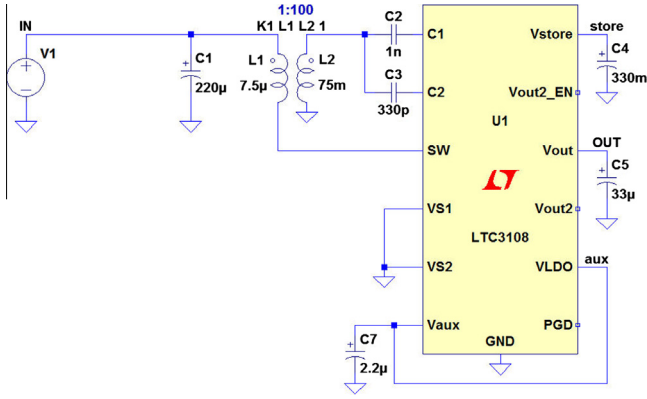 1:100
IN
K1 L1 L2 1
C2
store
V1
C1
L1
L2
1n
C1
Vstore
C4
220µ
7.5µ
75m
C3
C2
Vout2_EN
330m
330p
U1
OUT
SW
Vout
C5
33µ
VS1
Vout2
LTC3108
VS2
VLDO
aux
Vaux
PGD
C7
GND
2.2µ